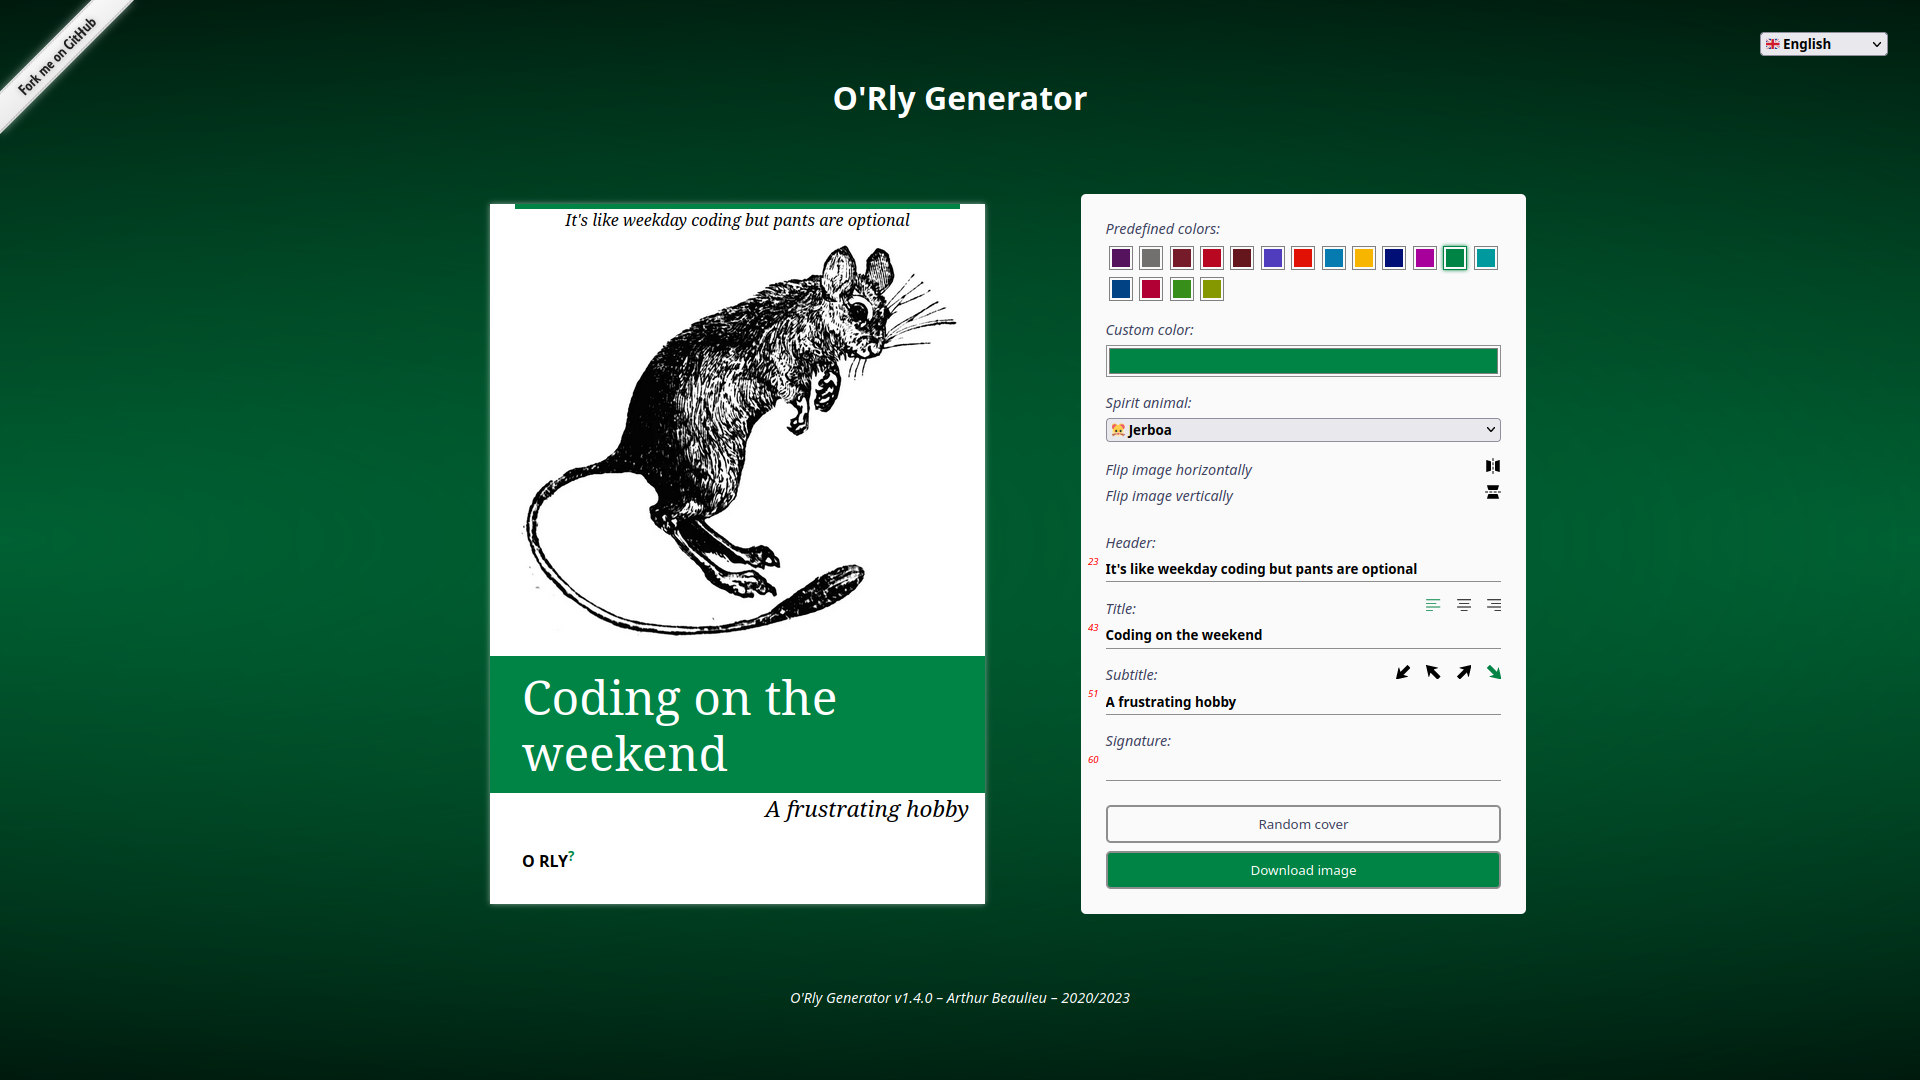 Fork me on GitHub
English
O'Rly Generator
It's like weekday coding but pants are optional
Coding on the
weekend
A frustrating hobby
O RLY?
Predefined colors:
Custom color:
Spirit animal:
Jerboa
Flip image horizontally
Flip image vertically
Header:
23
It's like weekday coding but pants are optional
Title:
43
Coding on the weekend
Subtitle:
51
A frustrating hobby
Signature:
60
Random cover
Download image
O'Rly Generator v1.4.0 – Arthur Beaulieu – 2020/2023